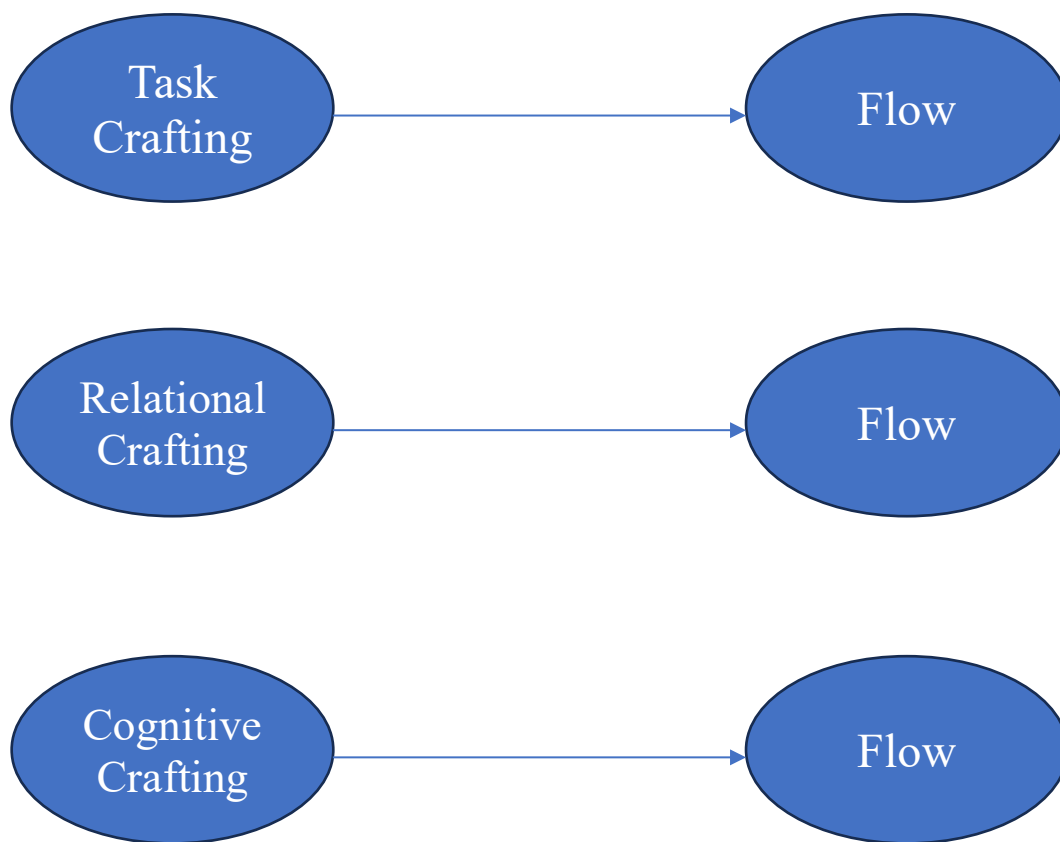 Task
Crafting
Flow
Relational
Crafting
Flow
Cognitive
Crafting
Flow